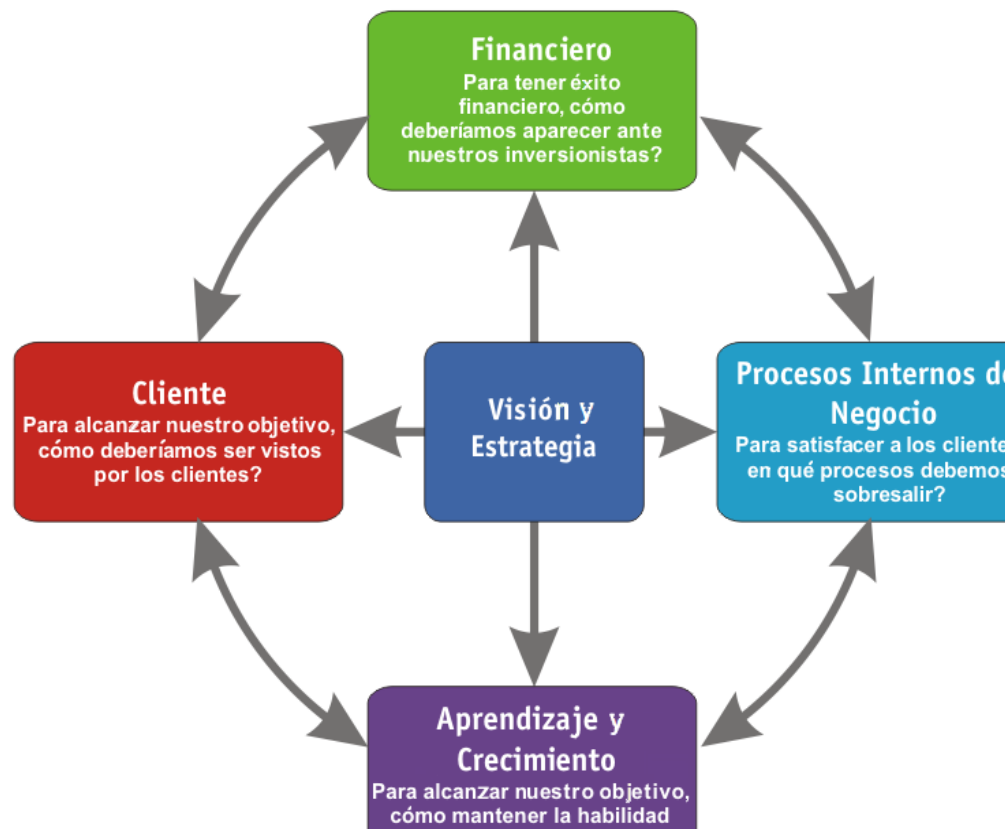 Financiero
Para tener éxito
financiero, cómo
deberíamos aparecer ante
nuestros inversionistas?
Cliente
Para alcanzar nuestro objetivo,
cómo deberíamos ser vistos
por los clientes?
Visión y
Estrategia
Procesos Internos de
Negocio
Para satisfacer a los cliente
en qué procesos debemos
sobresalir?
Aprendizaje y
Crecimiento
Para alcanzar nuestro objetivo,
cómo mantener la habilidad